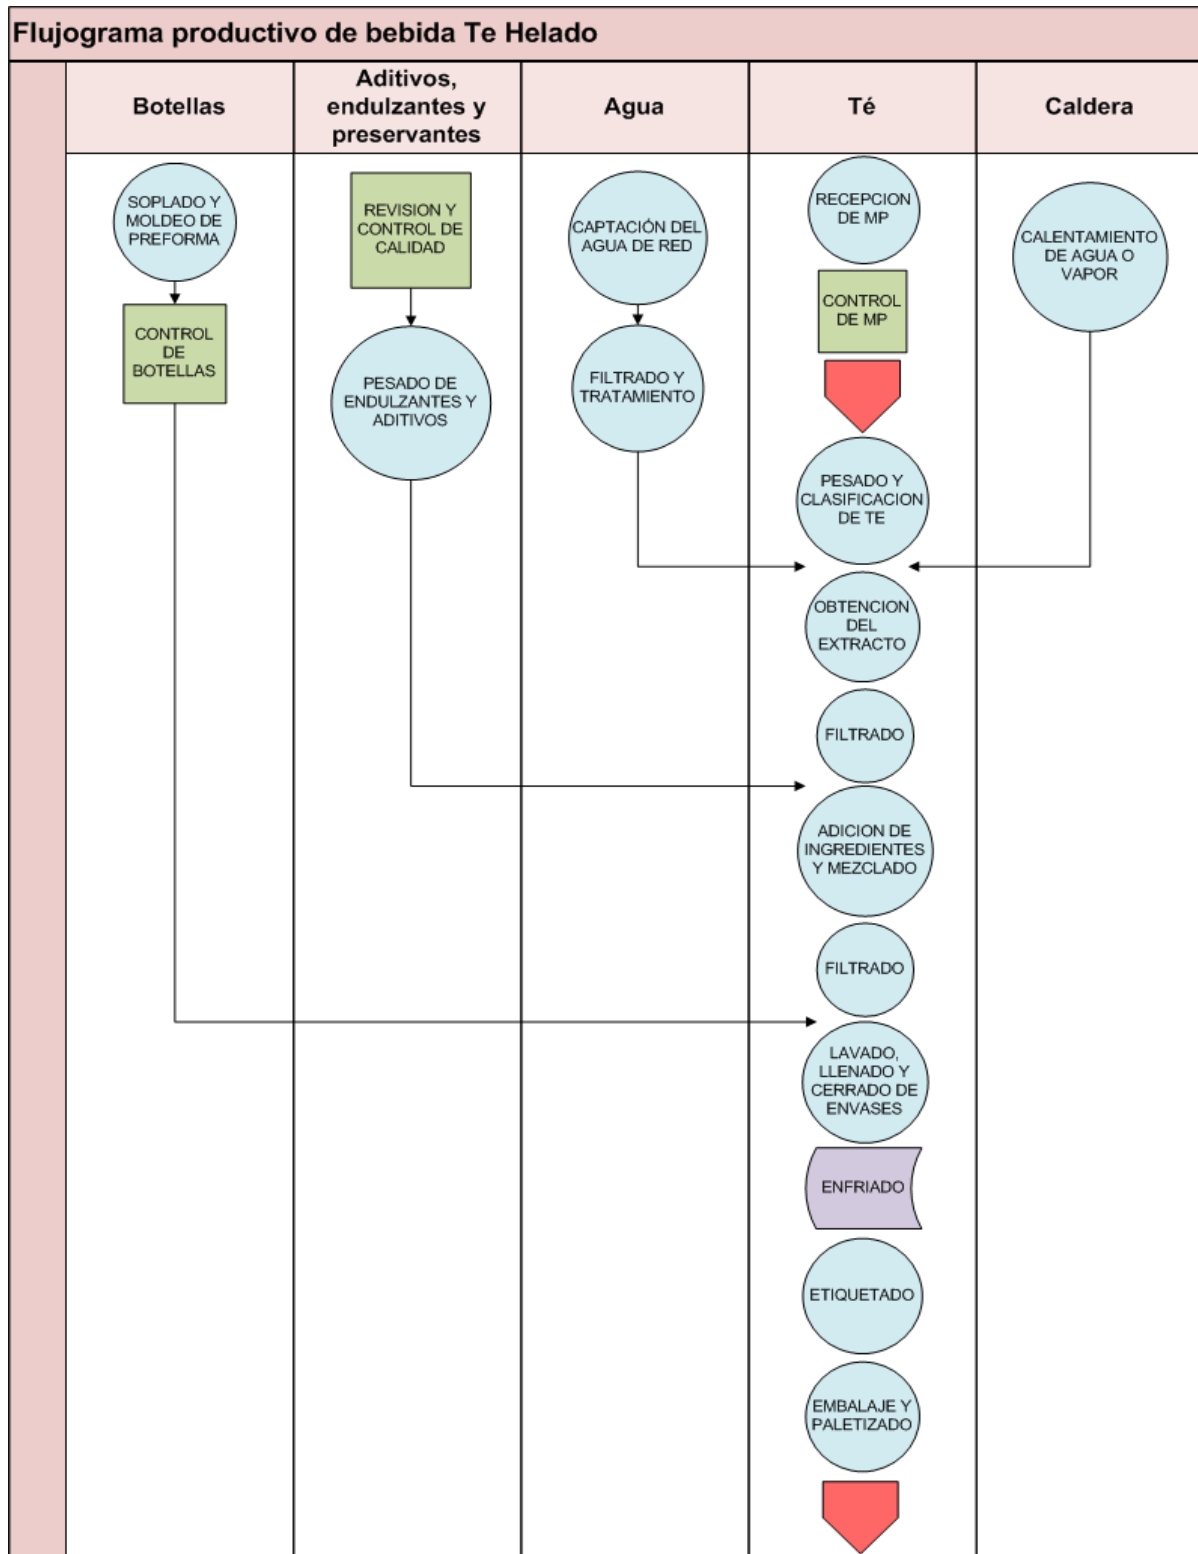 Flujograma productivo de bebida Te Helado
Botellas
Aditivos,
endulzantes y
preservantes
Agua
Té
Caldera
SOPLADO Y
MOLDEO DE
PREFORMA
CONTROL
DE
BOTELLAS
REVISION Y
CONTROL DE
CALIDAD
PESADO DE
ENDULZANTES Y
ADITIVOS
CAPTACIÓN DEL
AGUA DE RED
FILTRADO Y
TRATAMIENTO
RECEPCION
DE MP
CONTROL
DE MP
PESADO Y
CLASIFICACION
DE TE
OBTENCION
DEL
EXTRACTO
FILTRADO
ADICION DE
INGREDIENTES
Y MEZCLADO
FILTRADO
LAVADO,
LLENADO Y
CERRADO DE
ENVASES
ENFRIADO
ETIQUETADO
EMBALAJE Y
PALETIZADO
CALENTAMIENTO
DE AGUA O
VAPOR